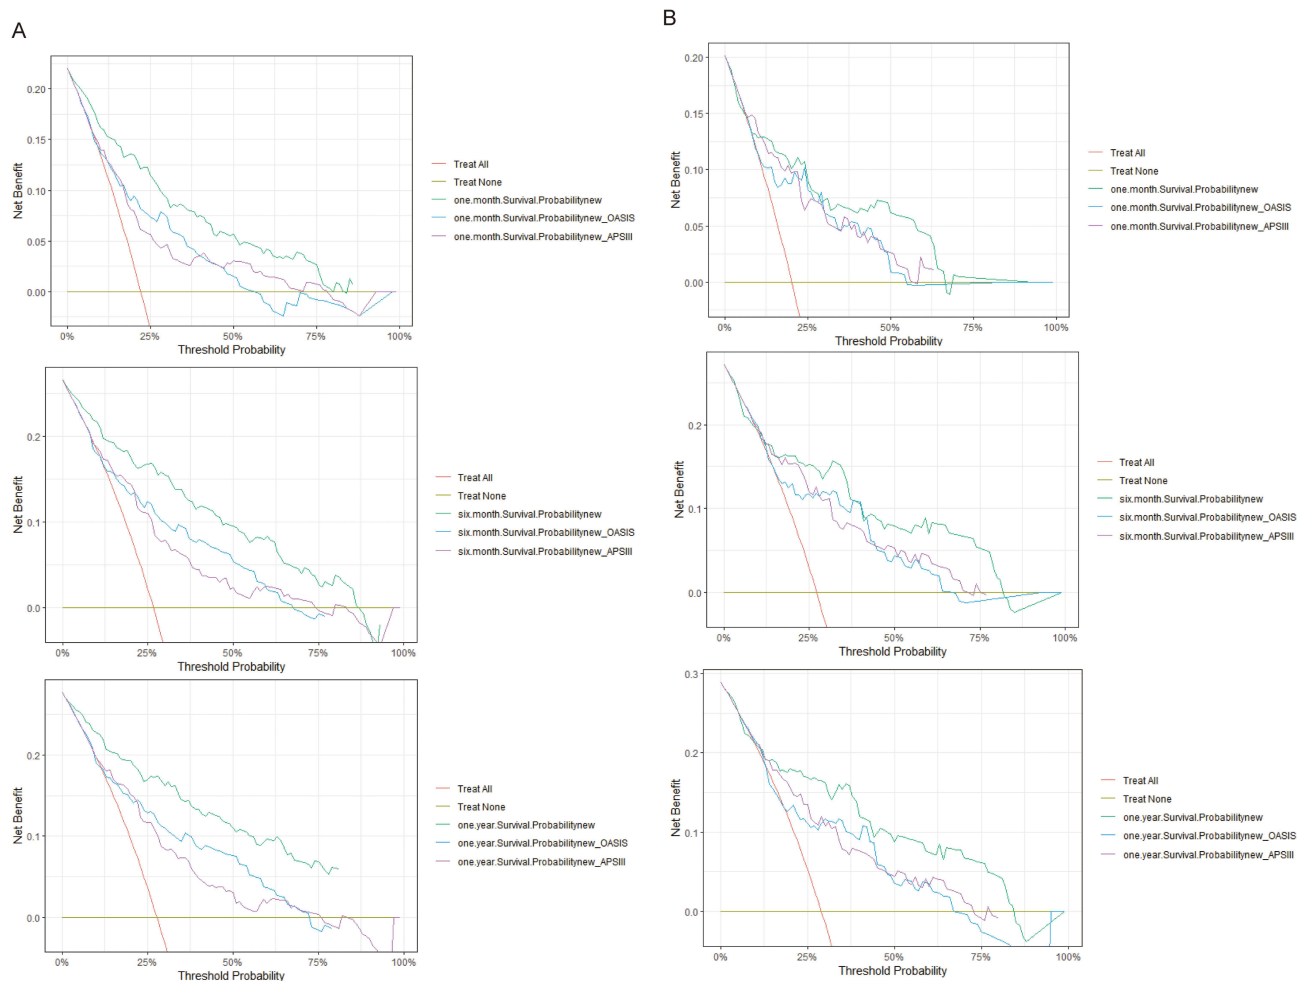 A
0.20
0.15
0.10
0.05
0.00
Net Benefit
0%
25%
50%
75%
100%
Threshold Probability
Treat All
Treat None
one.month.Survival.Probabilitynew
one.month.Survival.Probabilitynew_OASIS
one.month.Survival.Probabilitynew_APSIII
0.2
0.1
0.0
Net Benefit
0%
25%
50%
75%
100%
Threshold Probability
Treat All
Treat None
six.month.Survival.Probabilitynew
six.month.Survival.Probabilitynew_OASIS
six.month.Survival.Probabilitynew_APSIII
0.2
0.1
0.0
Net Benefit
0%
25%
50%
75%
100%
Threshold Probability
Treat All
Treat None
one.year.Survival.Probabilitynew
one.year.Survival.Probabilitynew_OASIS
one.year.Survival.Probabilitynew_APSIII
B
0.20
0.15
0.10
0.05
0.00
Net Benefit
0%
25%
50%
75%
100%
Threshold Probability
Treat All
Treat None
one.month.Survival.Probabilitynew
one.month.Survival.Probabilitynew_OASIS
one.month.Survival.Probabilitynew_APSIII
0.2
0.1
0.0
Net Benefit
0%
25%
50%
75%
100%
Threshold Probability
Treat All
Treat None
six.month.Survival.Probabilitynew
six.month.Survival.Probabilitynew_OASIS
six.month.Survival.Probabilitynew_APSIII
0.3
0.2
0.1
0.0
Net Benefit
0%
25%
50%
75%
100%
Threshold Probability
Treat All
Treat None
one.year.Survival.Probabilitynew
one.year.Survival.Probabilitynew_OASIS
one.year.Survival.Probabilitynew_APSIII